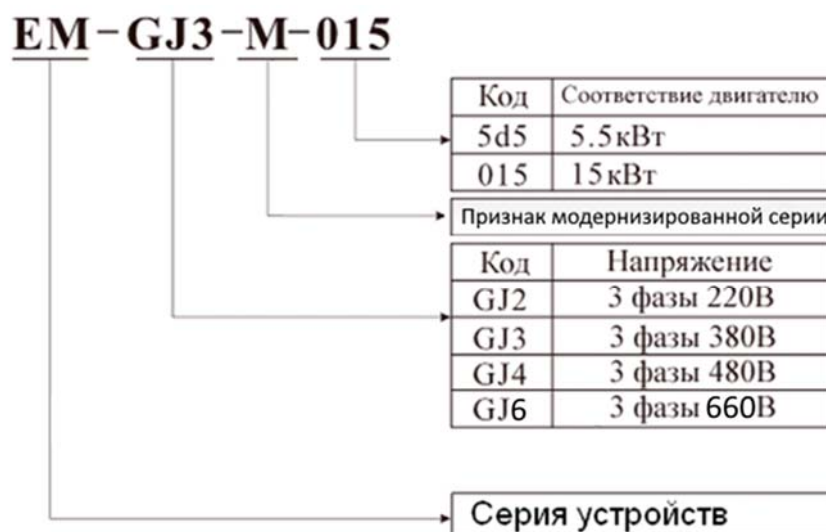 EM-GJ3-M-015
Код Соответствие двигателю
5d5 5.5кВт
015 15кВт
Признак модернизированной серии
Код Напряжение
GJ2 3 фазы 220В
GJ3 3 фазы 380В
GJ4 3 фазы 480В
GJ6 3 фазы 660В
Серия устройств